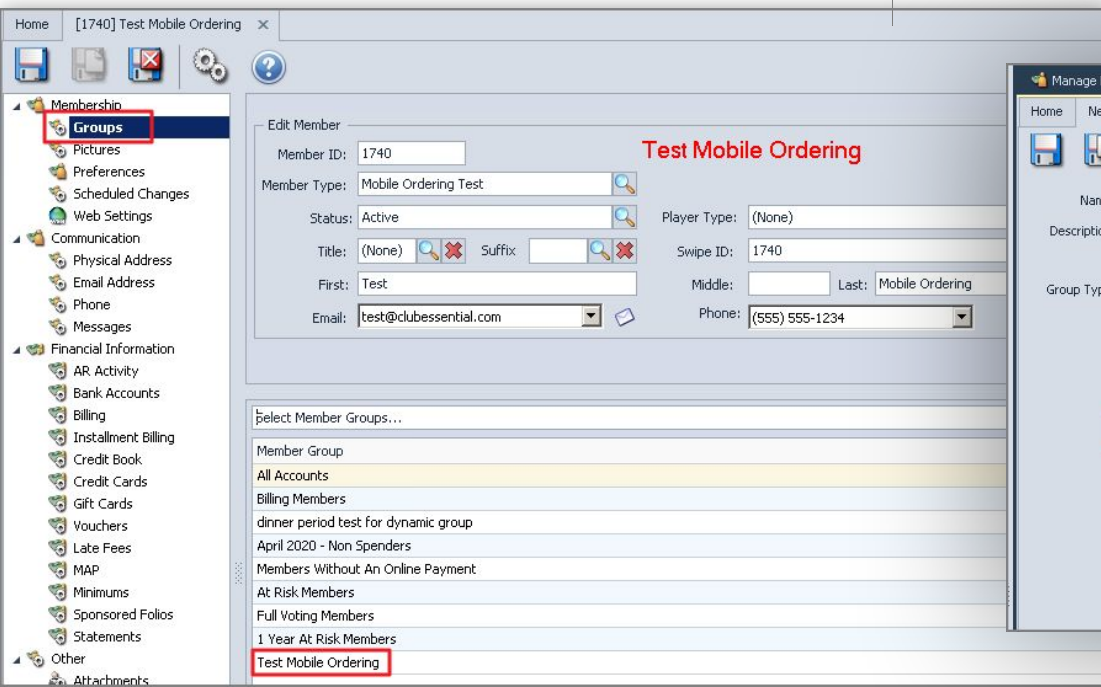 Home [1740] Test Mobile Ordering
Membership
Groups
Pictures
Preferences
Scheduled Changes
Web Settings
Communication
Physical Address
Email Address
Phone
Messages
Financial Information
AR Activity
Bank Accounts
Billing
Installment Billing
Credit Book
Credit Cards
Gift Cards
Vouchers
Late Fees
MAP
Minimums
Sponsored Folios
Statements
Other
Attachments
Edit Member
Test Mobile Ordering
Member ID: 1740
Member Type: Mobile Ordering Test
Status: Active Player Type: (None)
Title: (None) Suffix Swipe ID: 1740
First: Test Middle: Last: Mobile Ordering
Email: test@clubessential.com Phone: (555) 555-1234
Select Member Groups...
Member Group
All Accounts
Billing Members
dinner period test for dynamic group
April 2020 - Non Spenders
Members Without An Online Payment
At Risk Members
Full Voting Members
1 Year At Risk Members
Test Mobile Ordering
Manage
Home